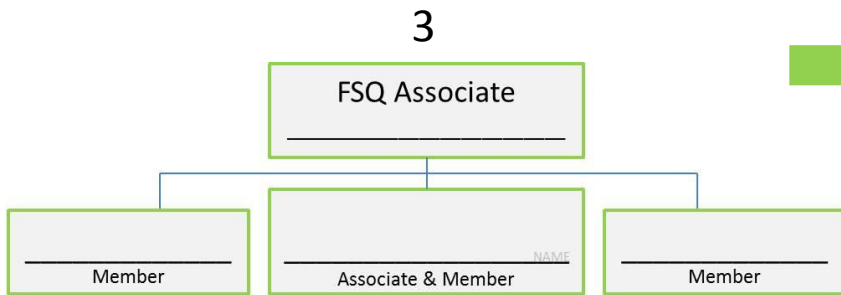 3
FSQ Associate
NAME
Member
Associate & Member
Member